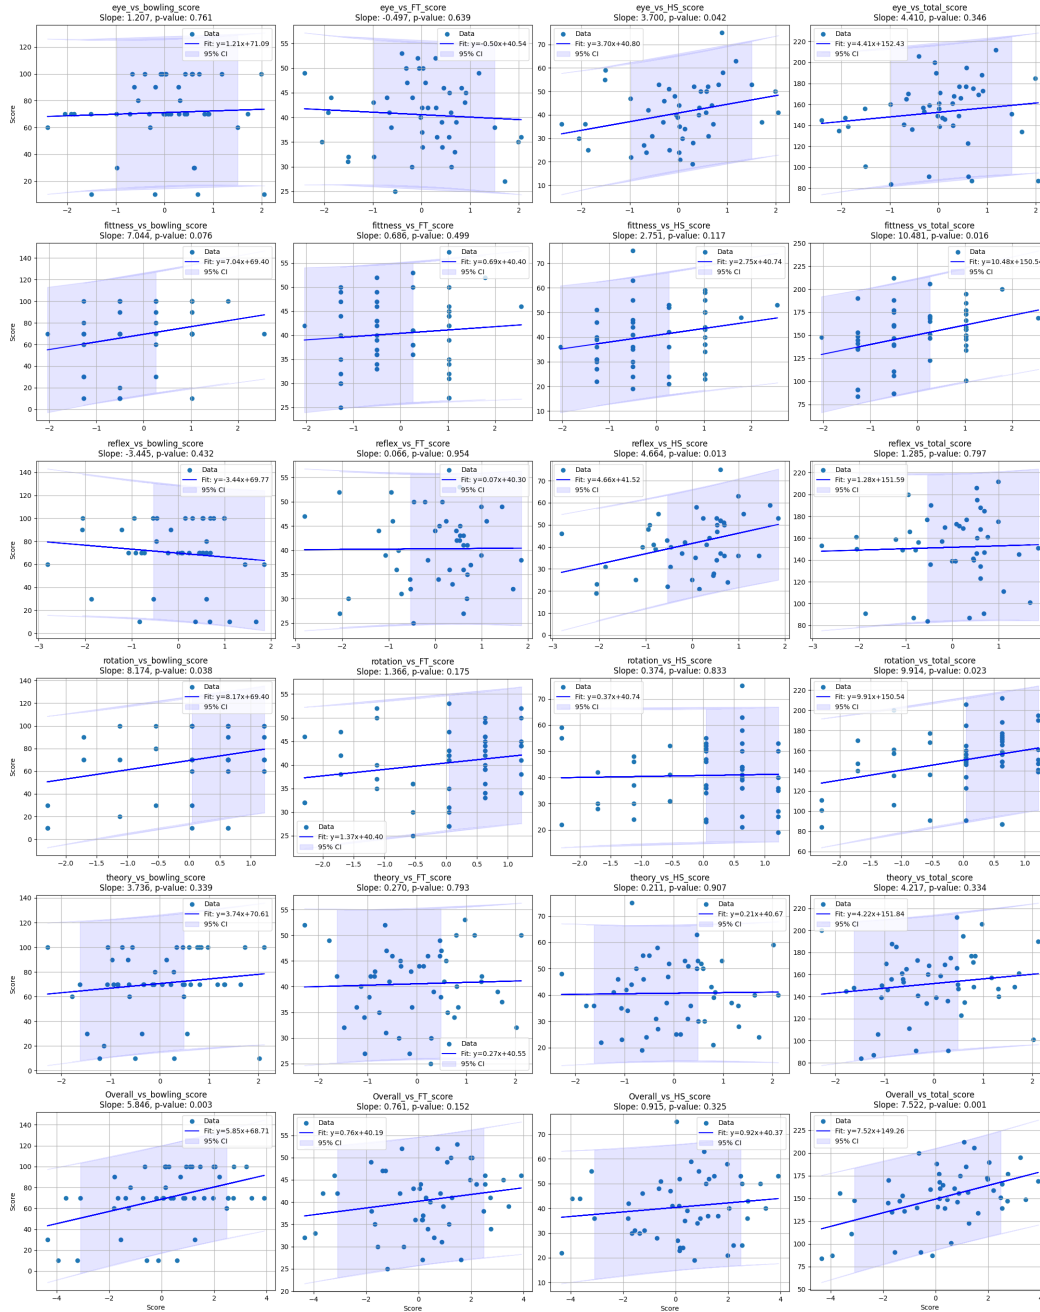 eye_vs_bowling_score
Slope: 1.207, p-value: 0.761
Data
Fit: y=1.21x+71.09
95% CI
Score
eye_vs_FT_score
Slope: -0.497, p-value: 0.639
Data
Fit: y=-0.50x+40.54
95% CI
eye_vs_HS_score
Slope: 3.700, p-value: 0.042
Data
Fit: y=3.70x+40.80
95% CI
eye_vs_total_score
Slope: 4.410, p-value: 0.346
Data
Fit: y=4.41x+152.43
95% CI
fittness_vs_bowling_score
Slope: 7.044, p-value: 0.076
Data
Fit: y=7.04x+69.40
95% CI
Score
fittness_vs_FT_score
Slope: 0.686, p-value: 0.499
Data
Fit: y=0.69x+40.40
95% CI
fittness_vs_HS_score
Slope: 2.751, p-value: 0.117
Data
Fit: y=2.75x+40.74
95% CI
fittness_vs_total_score
Slope: 10.481, p-value: 0.016
Data
Fit: y=10.48x+150.54
95% CI
reflex_vs_bowling_score
Slope: -3.445, p-value: 0.432
Data
Fit: y=-3.44x+69.77
95% CI
Score
reflex_vs_FT_score
Slope: 0.066, p-value: 0.954
Data
Fit: y=0.07x+40.30
95% CI
reflex_vs_HS_score
Slope: 4.664, p-value: 0.013
Data
Fit: y=4.66x+41.52
95% CI
reflex_vs_total_score
Slope: 1.285, p-value: 0.797
Data
Fit: y=1.28x+151.59
95% CI
rotation_vs_bowling_score
Slope: 8.174, p-value: 0.038
Data
Fit: y=8.17x+69.40
95% CI
Score
rotation_vs_FT_score
Slope: 1.366, p-value: 0.175
Data
Fit: y=1.37x+40.40
95% CI
rotation_vs_HS_score
Slope: 0.374, p-value: 0.833
Data
Fit: y=0.37x+40.74
95% CI
rotation_vs_total_score
Slope: 9.914, p-value: 0.023
Data
Fit: y=9.91x+150.54
95% CI
theory_vs_bowling_score
Slope: 3.736, p-value: 0.339
Data
Fit: y=3.74x+70.61
95% CI
Score
theory_vs_FT_score
Slope: 0.270, p-value: 0.793
Data
Fit: y=0.27x+40.55
95% CI
theory_vs_HS_score
Slope: 0.211, p-value: 0.907
Data
Fit: y=0.21x+40.67
95% CI
theory_vs_total_score
Slope: 4.217, p-value: 0.334
Data
Fit: y=4.22x+151.84
95% CI
Overall_vs_bowling_score
Slope: 5.846, p-value: 0.003
Data
Fit: y=5.85x+68.71
95% CI
Score
Score
Overall_vs_FT_score
Slope: 0.761, p-value: 0.152
Data
Fit: y=0.76x+40.19
95% CI
Score
Overall_vs_HS_score
Slope: 0.915, p-value: 0.325
Data
Fit: y=0.92x+40.37
95% CI
Score
Overall_vs_total_score
Slope: 7.522, p-value: 0.001
Data
Fit: y=7.52x+149.26
95% CI
Score